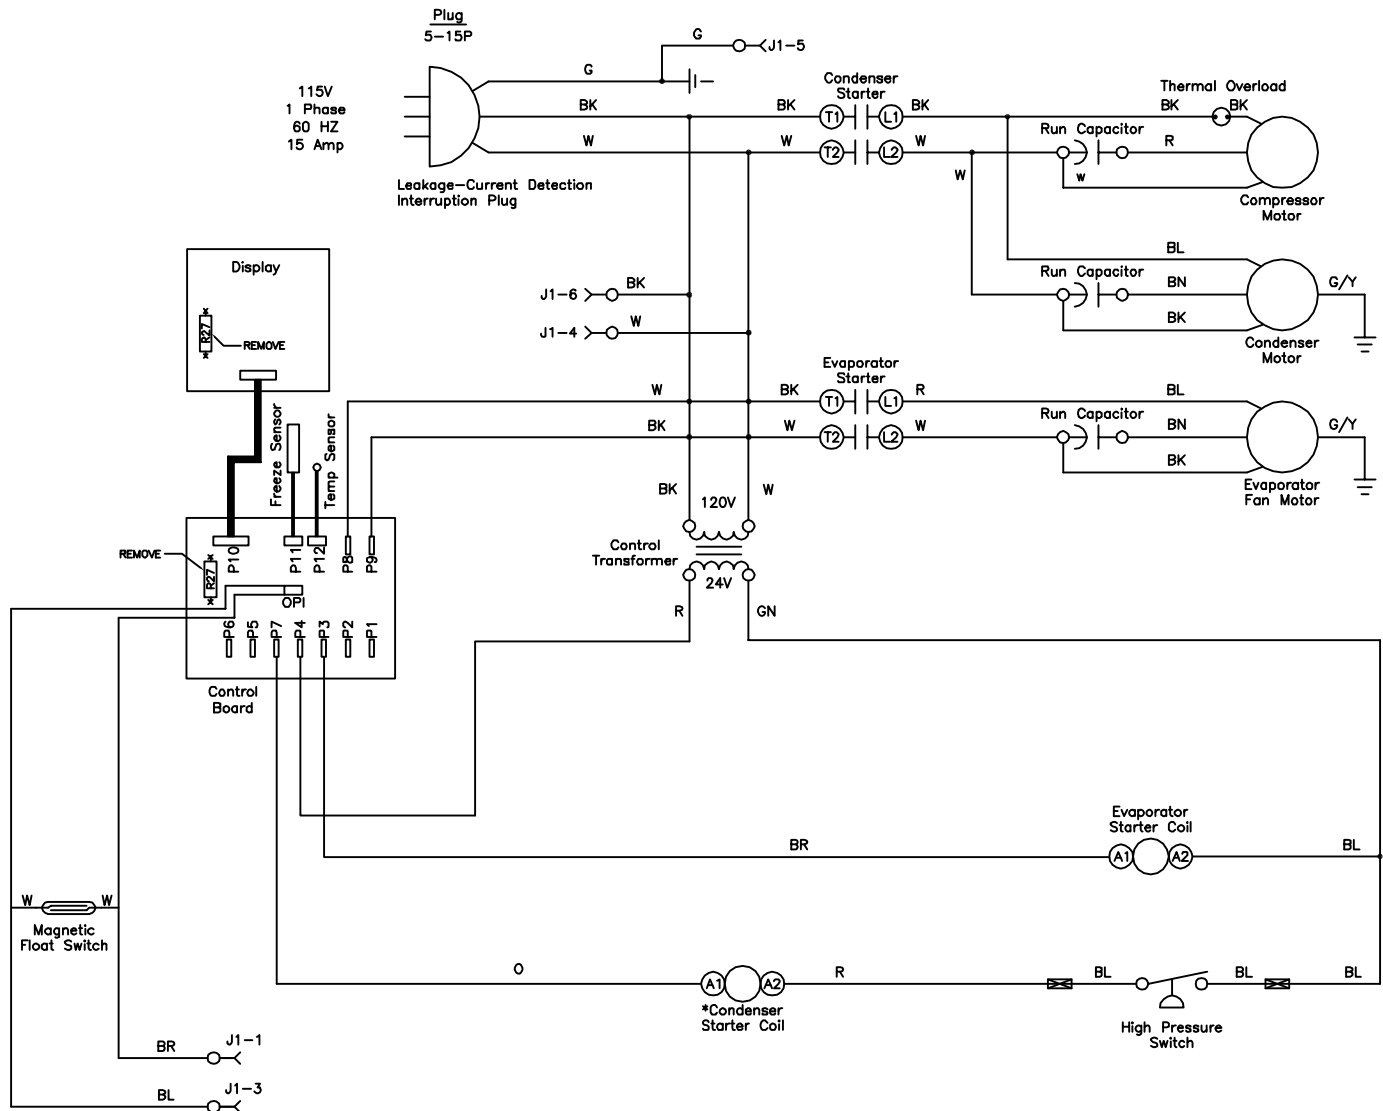 Plug
5-15P
G
J1-5
G
115V
1 Phase
60 HZ
15 Amp
BK
BK
Condenser
Starter
T1
L1
BK
Thermal Overload
BK
BK
W
W
T2
L2
W
Run Capacitor
R
W
w
Compressor
Motor
Leakage-Current Detection
Interruption Plug
Display
R27
REMOVE
J1-6
BK
J1-4
W
BL
Run Capacitor
BN
G/Y
BK
Condenser
Motor
Evaporator
Starter
W
BK
T1
L1
R
BL
BK
W
T2
L2
W
Run Capacitor
BN
G/Y
BK
Evaporator
Fan Motor
Freeze Sensor
Temp Sensor
BK
W
120V
Control
Transformer
24V
R
GN
REMOVE
P10
P11
P12
P8
P9
R27
OPI
P6
P5
P7
P4
P3
P2
P1
Control
Board
Evaporator
Starter Coil
BR
A1
A2
BL
W
W
Magnetic
Float Switch
O
A1
A2
R
BL
BL
BL
*Condenser
Starter Coil
High Pressure
Switch
BR
J1-1
BL
J1-3